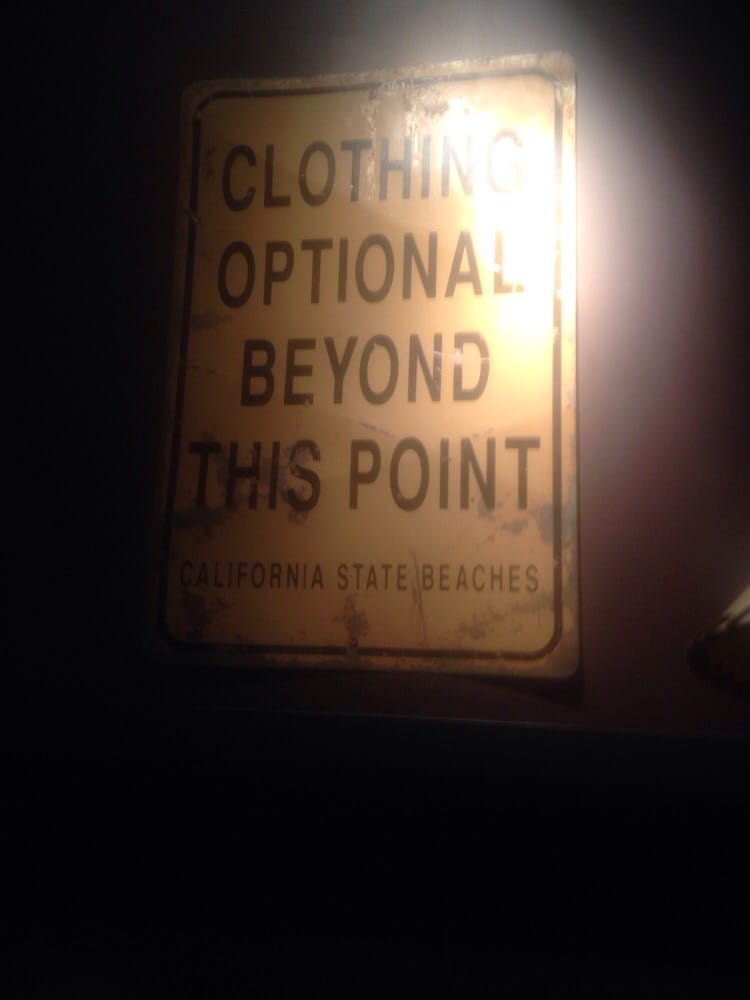 CLOTHING
OPTIONAL
BEYOND
THIS POINT
CALIFORNIA STATE BEACHES